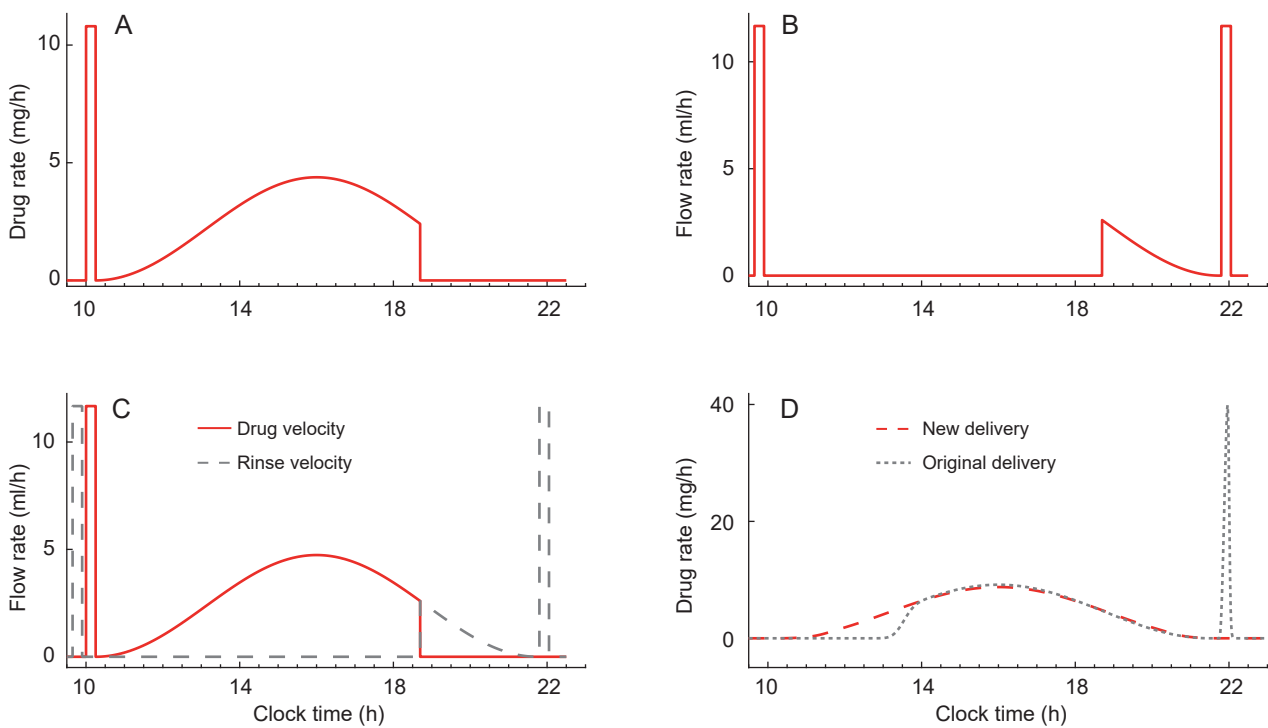 A
Drug rate (mg/h)
10
5
0
10
14
18
22
B
Flow rate (ml/h)
10
5
0
10
14
18
22
C
Drug velocity
Rinse velocity
Flow rate (ml/h)
10
5
0
10
14
18
22
Clock time (h)
D
New delivery
Original delivery
Drug rate (mg/h)
40
20
0
10
14
18
22
Clock time (h)